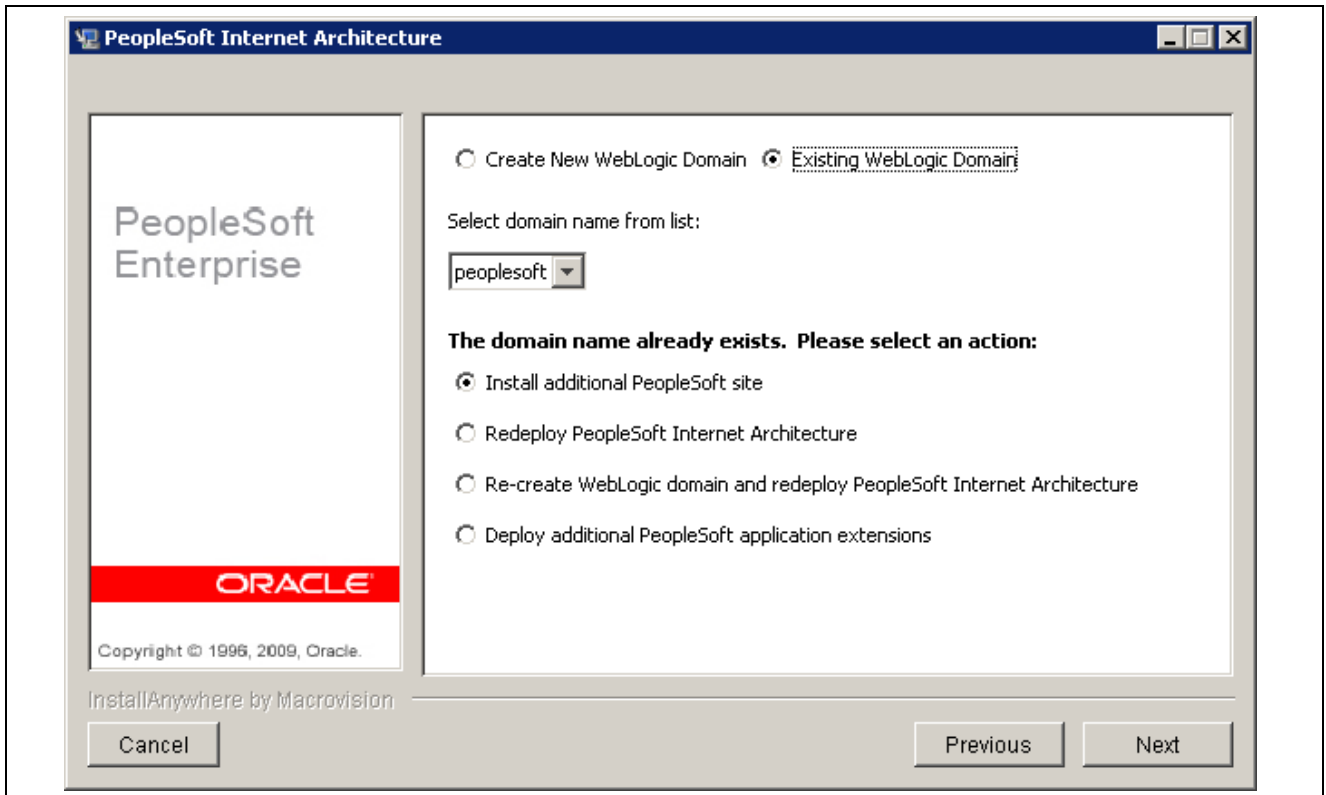 PeopleSoft Internet Architecture
Create New WebLogic Domain Existing WebLogic Domain
Select domain name from list:
peoplesoft
The domain name already exists. Please select an action:
Install additional PeopleSoft site
Redeploy PeopleSoft Internet Architecture
Re-create WebLogic domain and redeploy PeopleSoft Internet Architecture
Deploy additional PeopleSoft application extensions
PeopleSoft
Enterprise
ORACLE
Copyright © 1996, 2009, Oracle.
InstallAnywhere by Macrovision
Cancel Previous Next